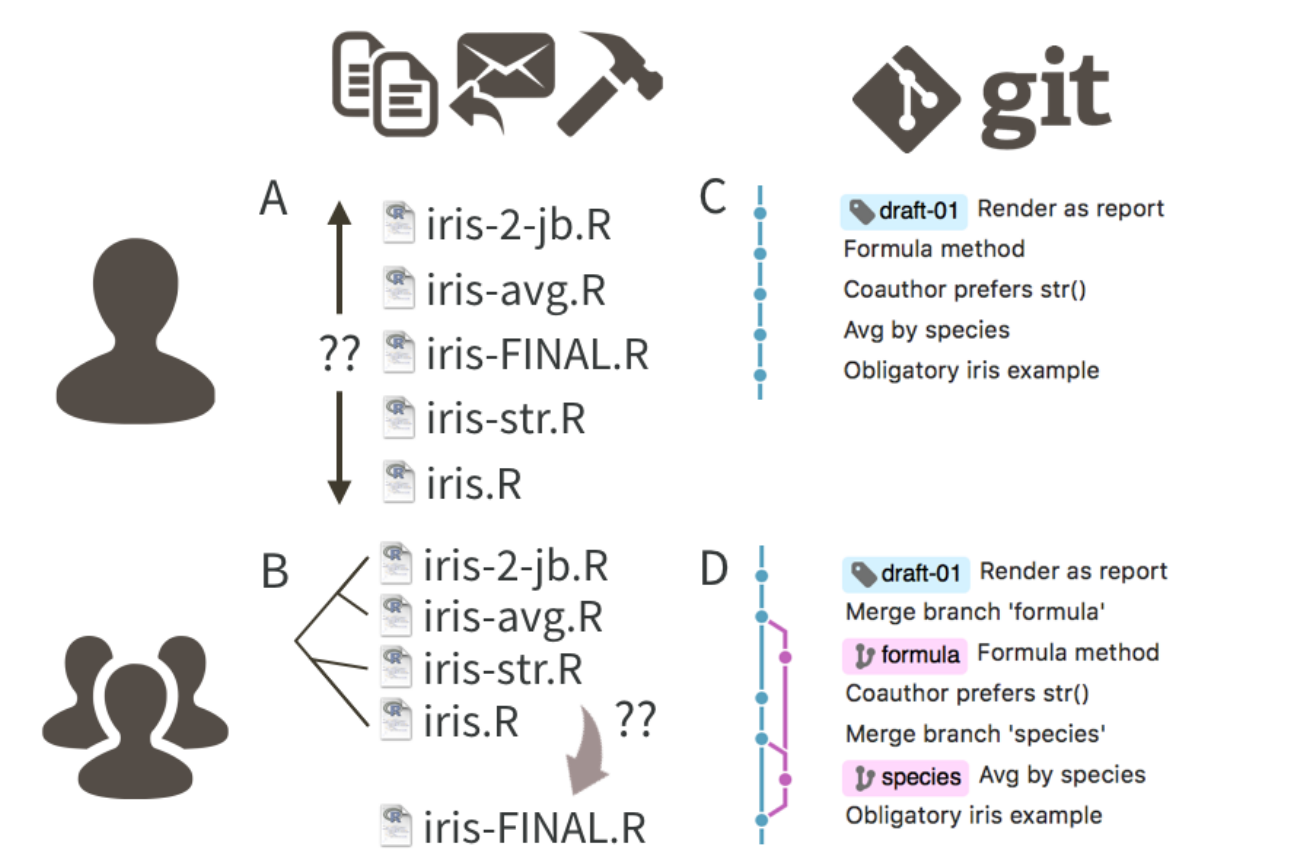 git
A
iris-2-jb.R
iris-avg.R
??
iris-FINAL.R
iris-str.R
iris.R
C
draft-01 Render as report
Formula method
Coauthor prefers str()
Avg by species
Obligatory iris example
B
iris-2-jb.R
iris-avg.R
iris-str.R
iris.R
??
iris-FINAL.R
D
draft-01 Render as report
Merge branch 'formula'
formula Formula method
Coauthor prefers str()
Merge branch 'species'
species Avg by species
Obligatory iris example